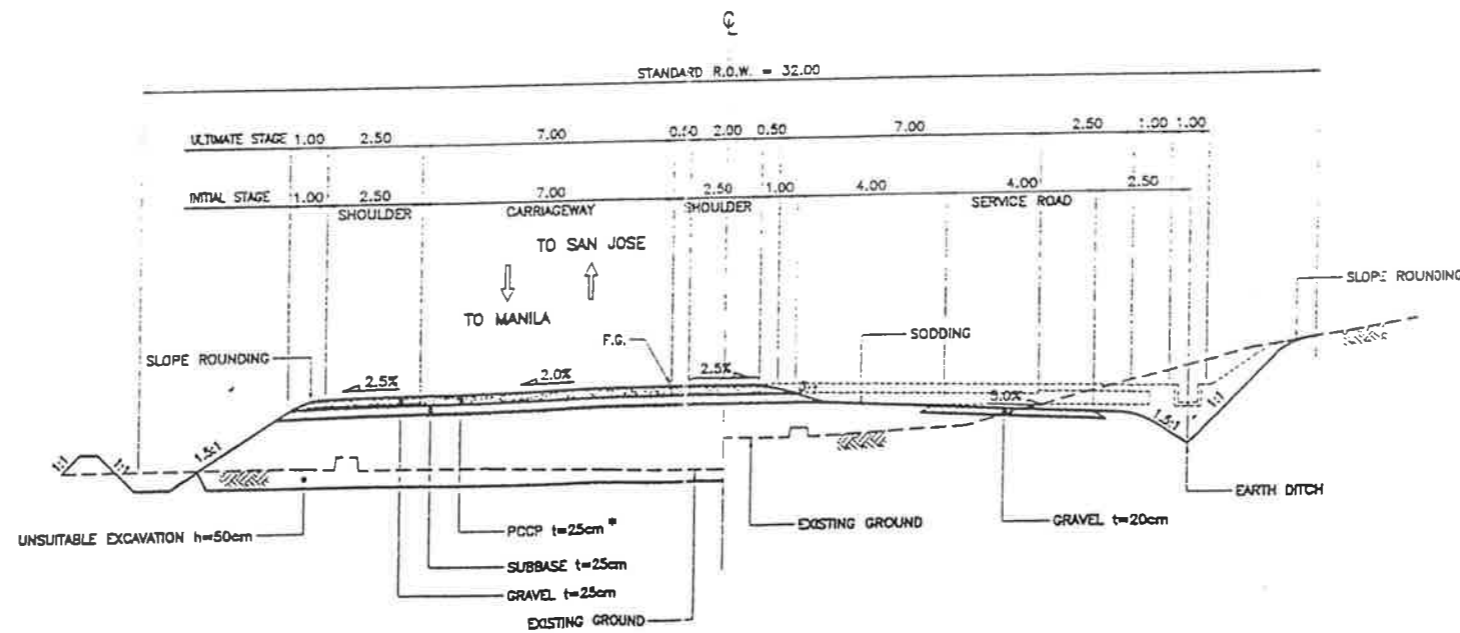 CL
STANDARD R.O.W. = 32.00
ULTIMATE STAGE 1.00 2.50 7.00 0.50 2.00 0.50 7.00 2.50 1.00 1.00
INITIAL STAGE 1.00 2.50 7.00 2.50 1.00 4.00 4.00 2.50
SHOULDER CARRIAGEWAY SHOULDER SERVICE ROAD
TO SAN JOSE
TO MANILA
SLOPE ROUNDING
SODDING
F.G.
SLOPE ROUNDING
2.5% 2.0% 2.5%
5.0%
1:1 1:1 1.5:1 1.5:1 1:1
EARTH DITCH
UNSUITABLE EXCAVATION h=50cm
PCCP t=25cm *
EXISTING GROUND
GRAVEL t=20cm
SUBBASE t=25cm
GRAVEL t=25cm
EXISTING GROUND